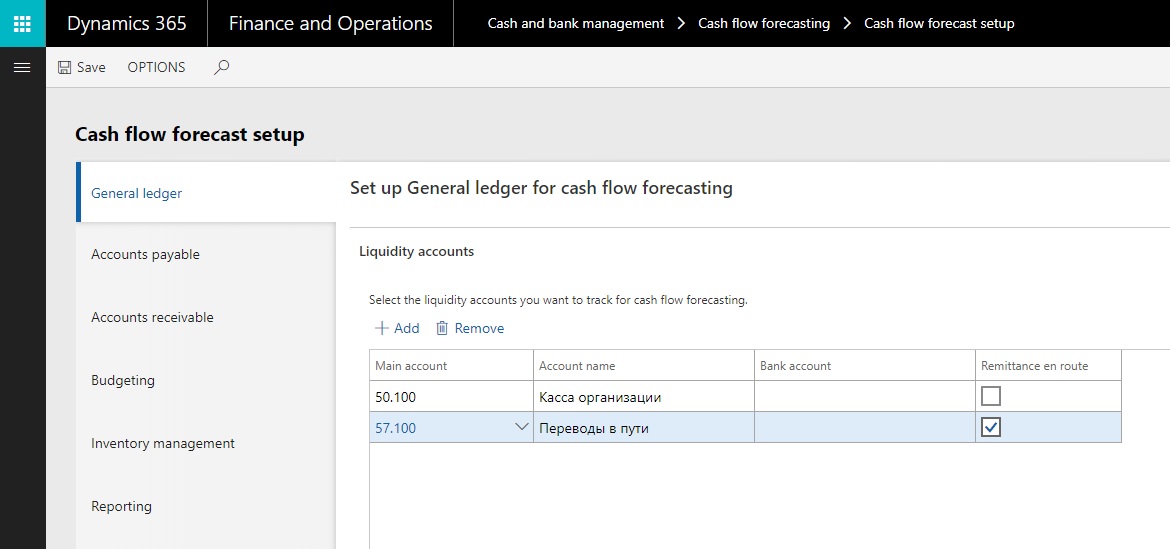 Dynamics 365 Finance and Operations Cash and bank management > Cash flow forecasting > Cash flow forecast setup
Save OPTIONS
Cash flow forecast setup
General ledger
Accounts payable
Accounts receivable
Budgeting
Inventory management
Reporting
Set up General ledger for cash flow forecasting
Liquidity accounts
Select the liquidity accounts you want to track for cash flow forecasting.
+ Add Remove
Main account Account name Bank account Remittance en route
50.100 Касса организации
57.100 Переводы в пути